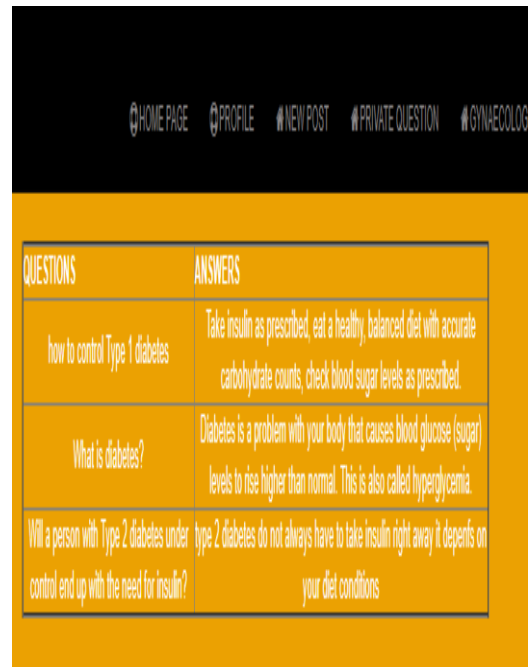 HOME PAGE PROFILE NEW POST PRIVATE QUESTION GYNAECOLOG
QUESTIONS ANSWERS
how to control Type 1 diabetes
Take insulin as prescribed, eat a healthy, balanced diet with accurate
carbohydrate counts, check blood sugar levels as prescribed.
What is diabetes?
Diabetes is a problem with your body that causes blood glucose (sugar)
levels to rise higher than normal. This is also called hyperglycemia.
Will a person with Type 2 diabetes under
control end up with the need for insulin?
type 2 diabetes do not always have to take insulin right away it depenfs on
your diet conditions